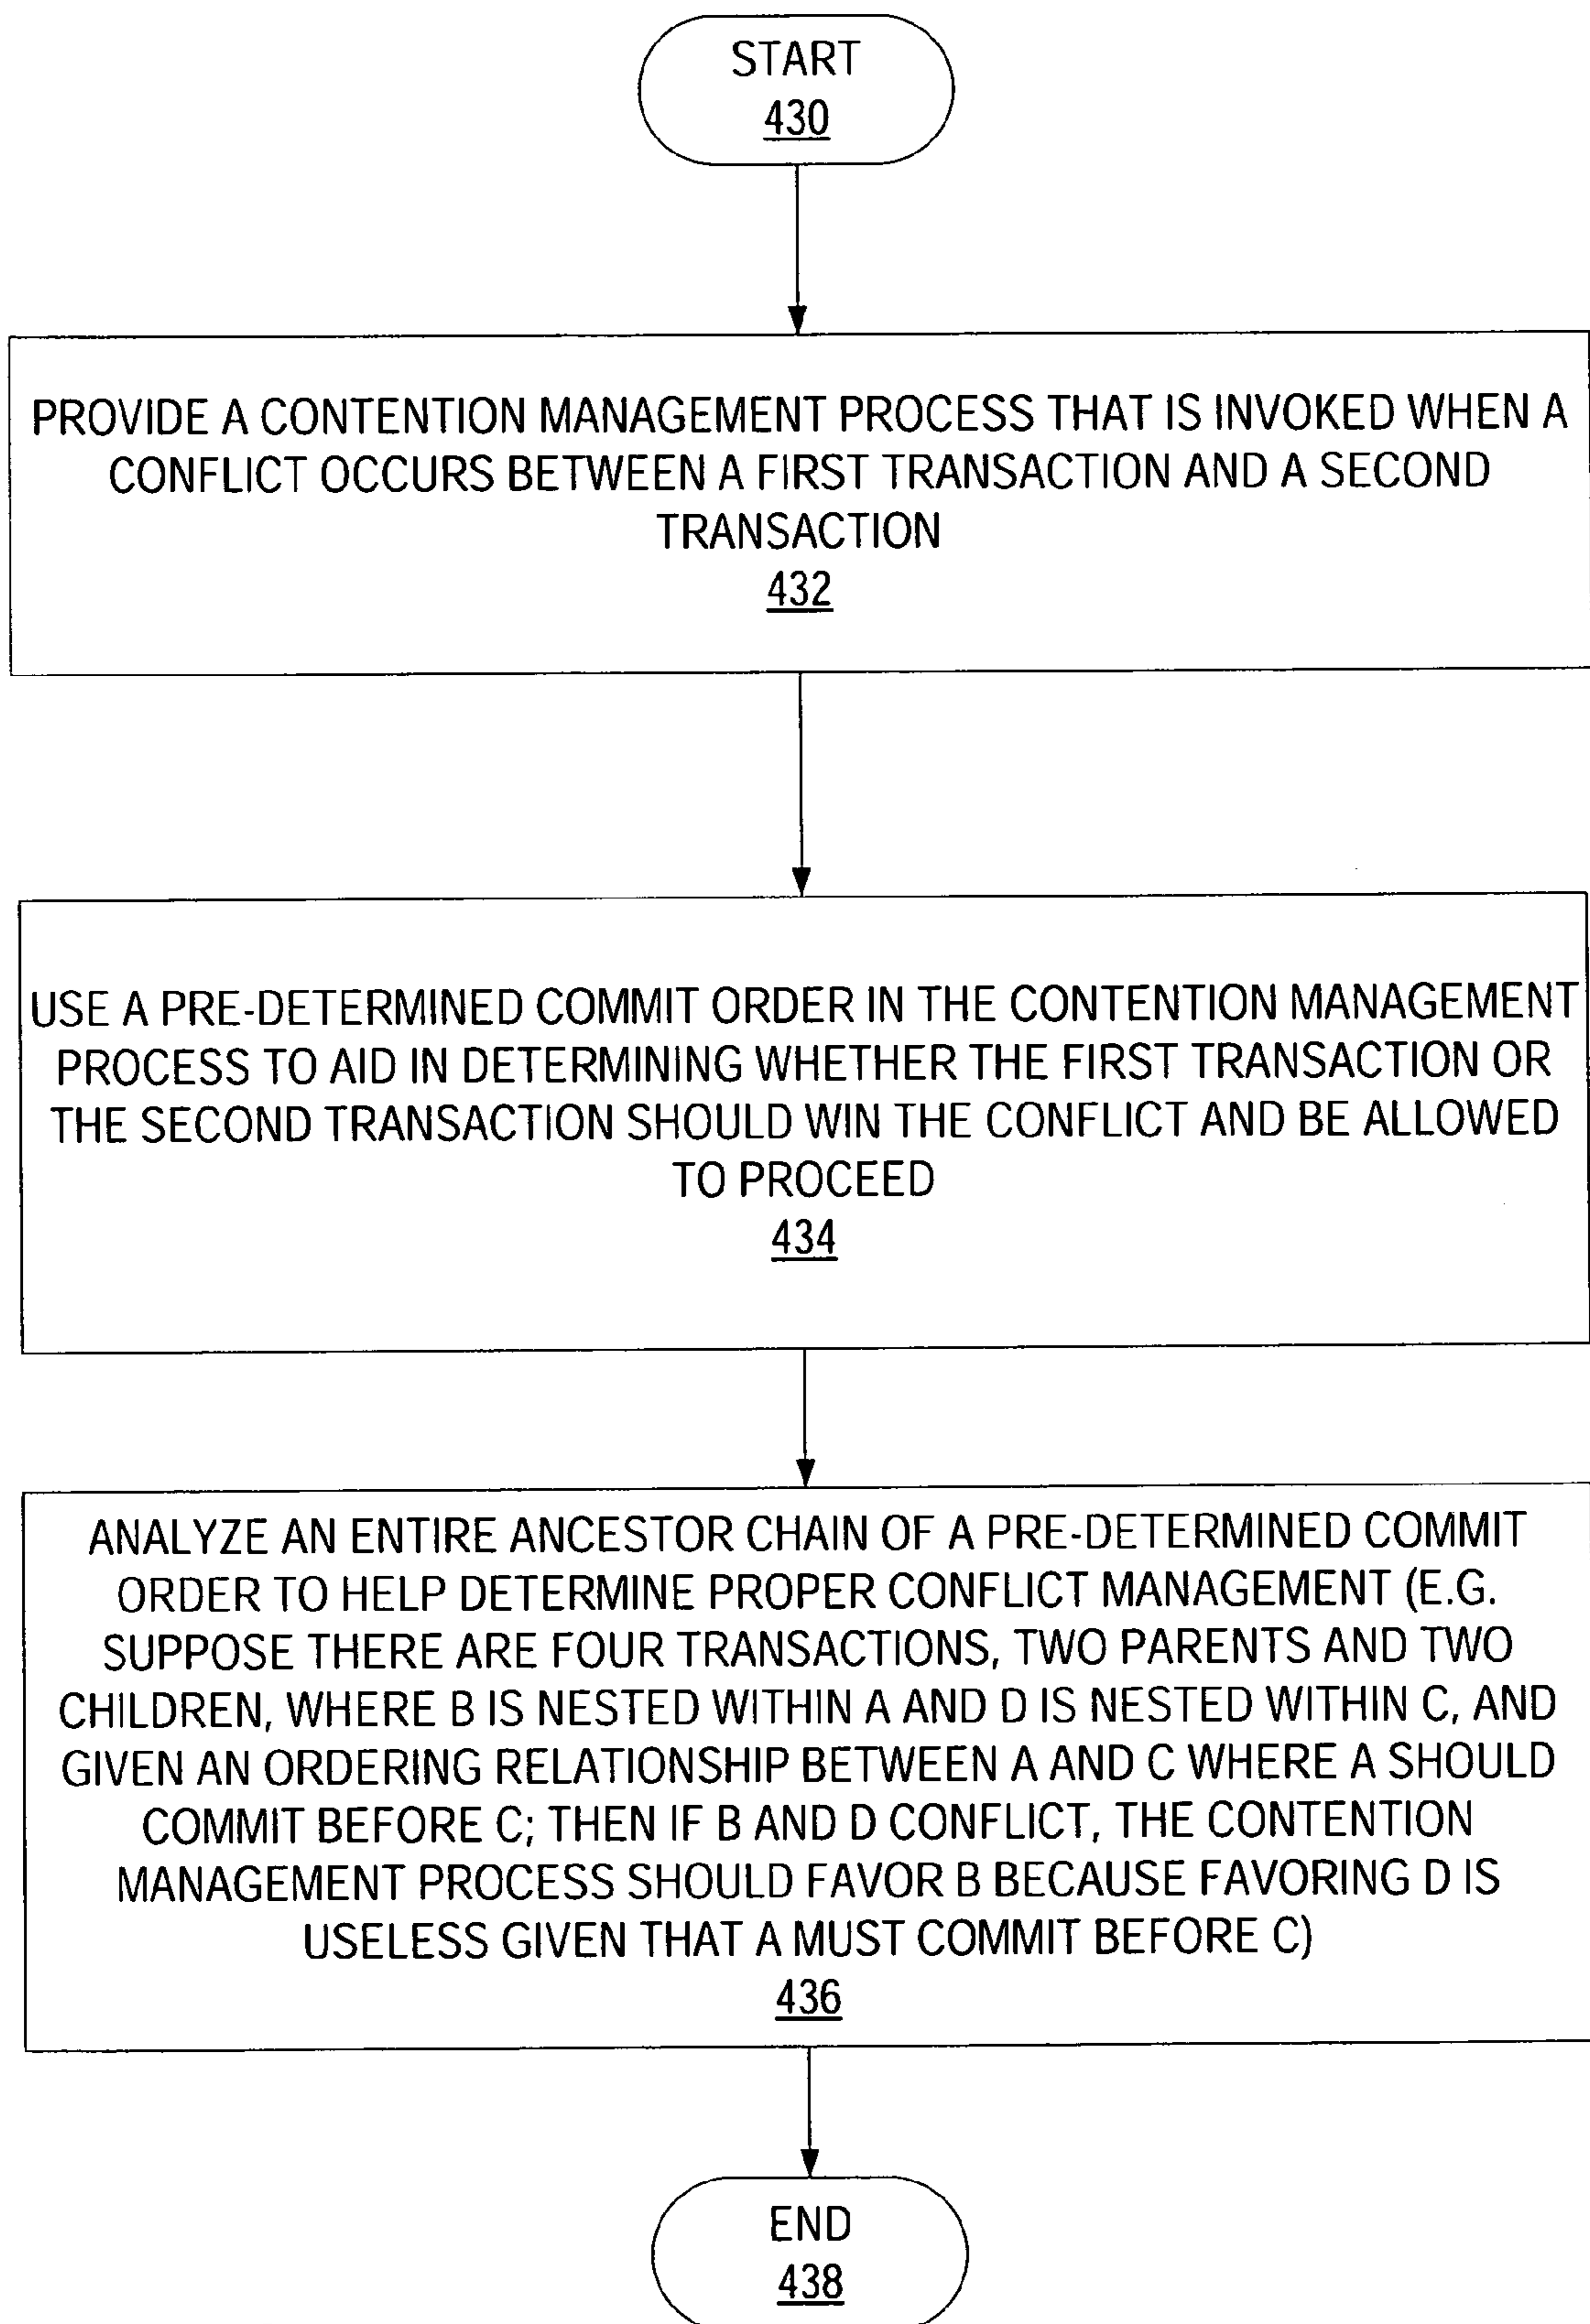 START
430
PROVIDE A CONTENTION MANAGEMENT PROCESS THAT IS INVOKED WHEN A
CONFLICT OCCURS BETWEEN A FIRST TRANSACTION AND A SECOND
TRANSACTION
432
USE A PRE-DETERMINED COMMIT ORDER IN THE CONTENTION MANAGEMENT
PROCESS TO AID IN DETERMINING WHETHER THE FIRST TRANSACTION OR
THE SECOND TRANSACTION SHOULD WIN THE CONFLICT AND BE ALLOWED
TO PROCEED
434
ANALYZE AN ENTIRE ANCESTOR CHAIN OF A PRE-DETERMINED COMMIT
ORDER TO HELP DETERMINE PROPER CONFLICT MANAGEMENT (E.G.
SUPPOSE THERE ARE FOUR TRANSACTIONS, TWO PARENTS AND TWO
CHILDREN, WHERE B IS NESTED WITHIN A AND D IS NESTED WITHIN C, AND
GIVEN AN ORDERING RELATIONSHIP BETWEEN A AND C WHERE A SHOULD
COMMIT BEFORE C; THEN IF B AND D CONFLICT, THE CONTENTION
MANAGEMENT PROCESS SHOULD FAVOR B BECAUSE FAVORING D IS
USELESS GIVEN THAT A MUST COMMIT BEFORE C)
436
END
438